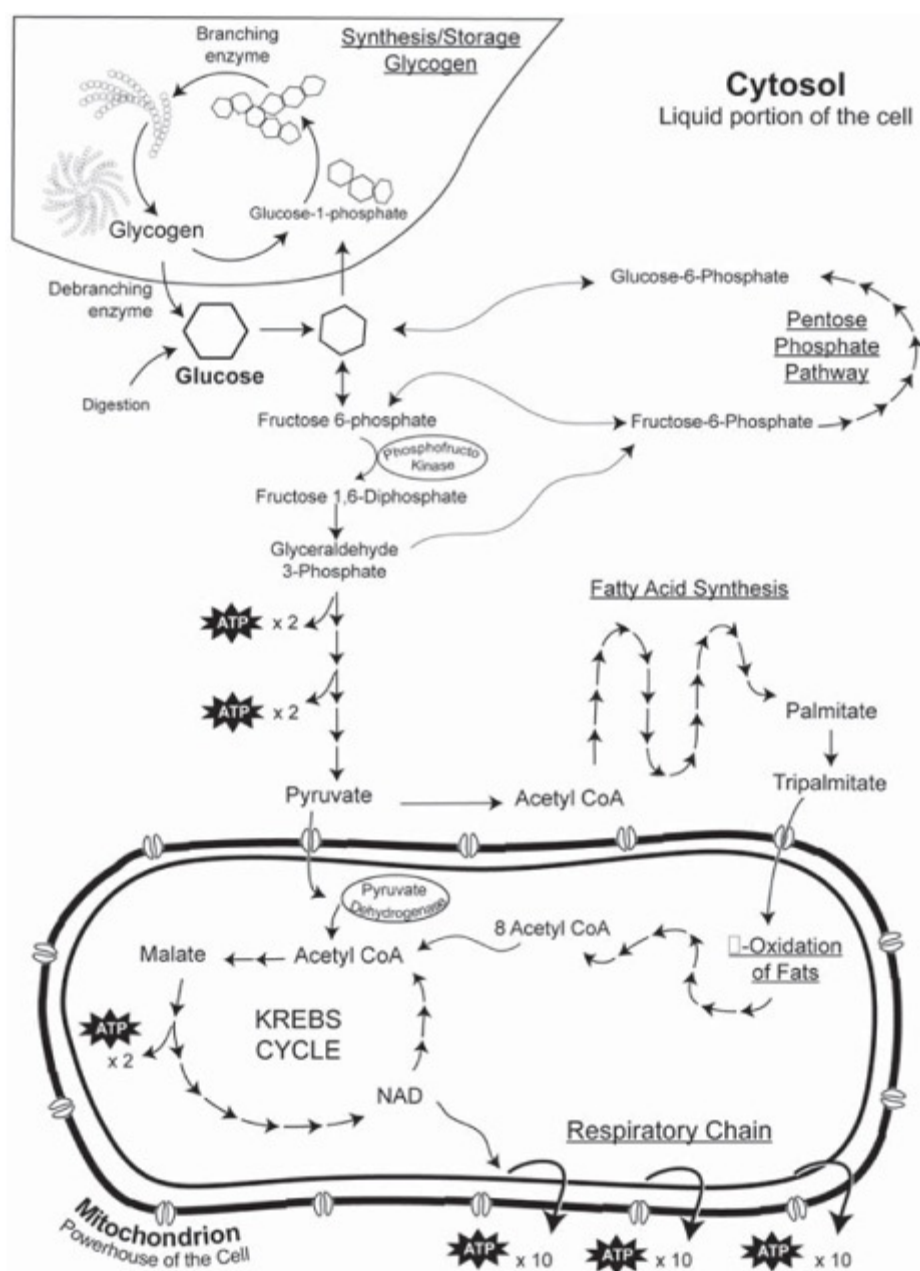 Branching
enzyme
Synthesis/Storage
Glycogen
Cytosol
Liquid portion of the cell
Glucose-1-phosphate
Glycogen
Debranching
enzyme
Glucose
Digestion
Glucose-6-Phosphate
Pentose
Phosphate
Pathway
Fructose 6-phosphate
Fructose-6-Phosphate
Phosphofructo
Kinase
Fructose 1,6-Diphosphate
Glyceraldehyde
3-Phosphate
Fatty Acid Synthesis
ATP x 2
ATP x 2
Palmitate
Pyruvate
Acetyl CoA
Tripalmitate
Pyruvate
Dehydrogenase
8 Acetyl CoA
Malate
Acetyl CoA
-Oxidation
of Fats
KREBS
CYCLE
ATP
x 2
NAD
Respiratory Chain
Mitochondrion
Powerhouse of the Cell
ATP x 10
ATP x 10
ATP x 10